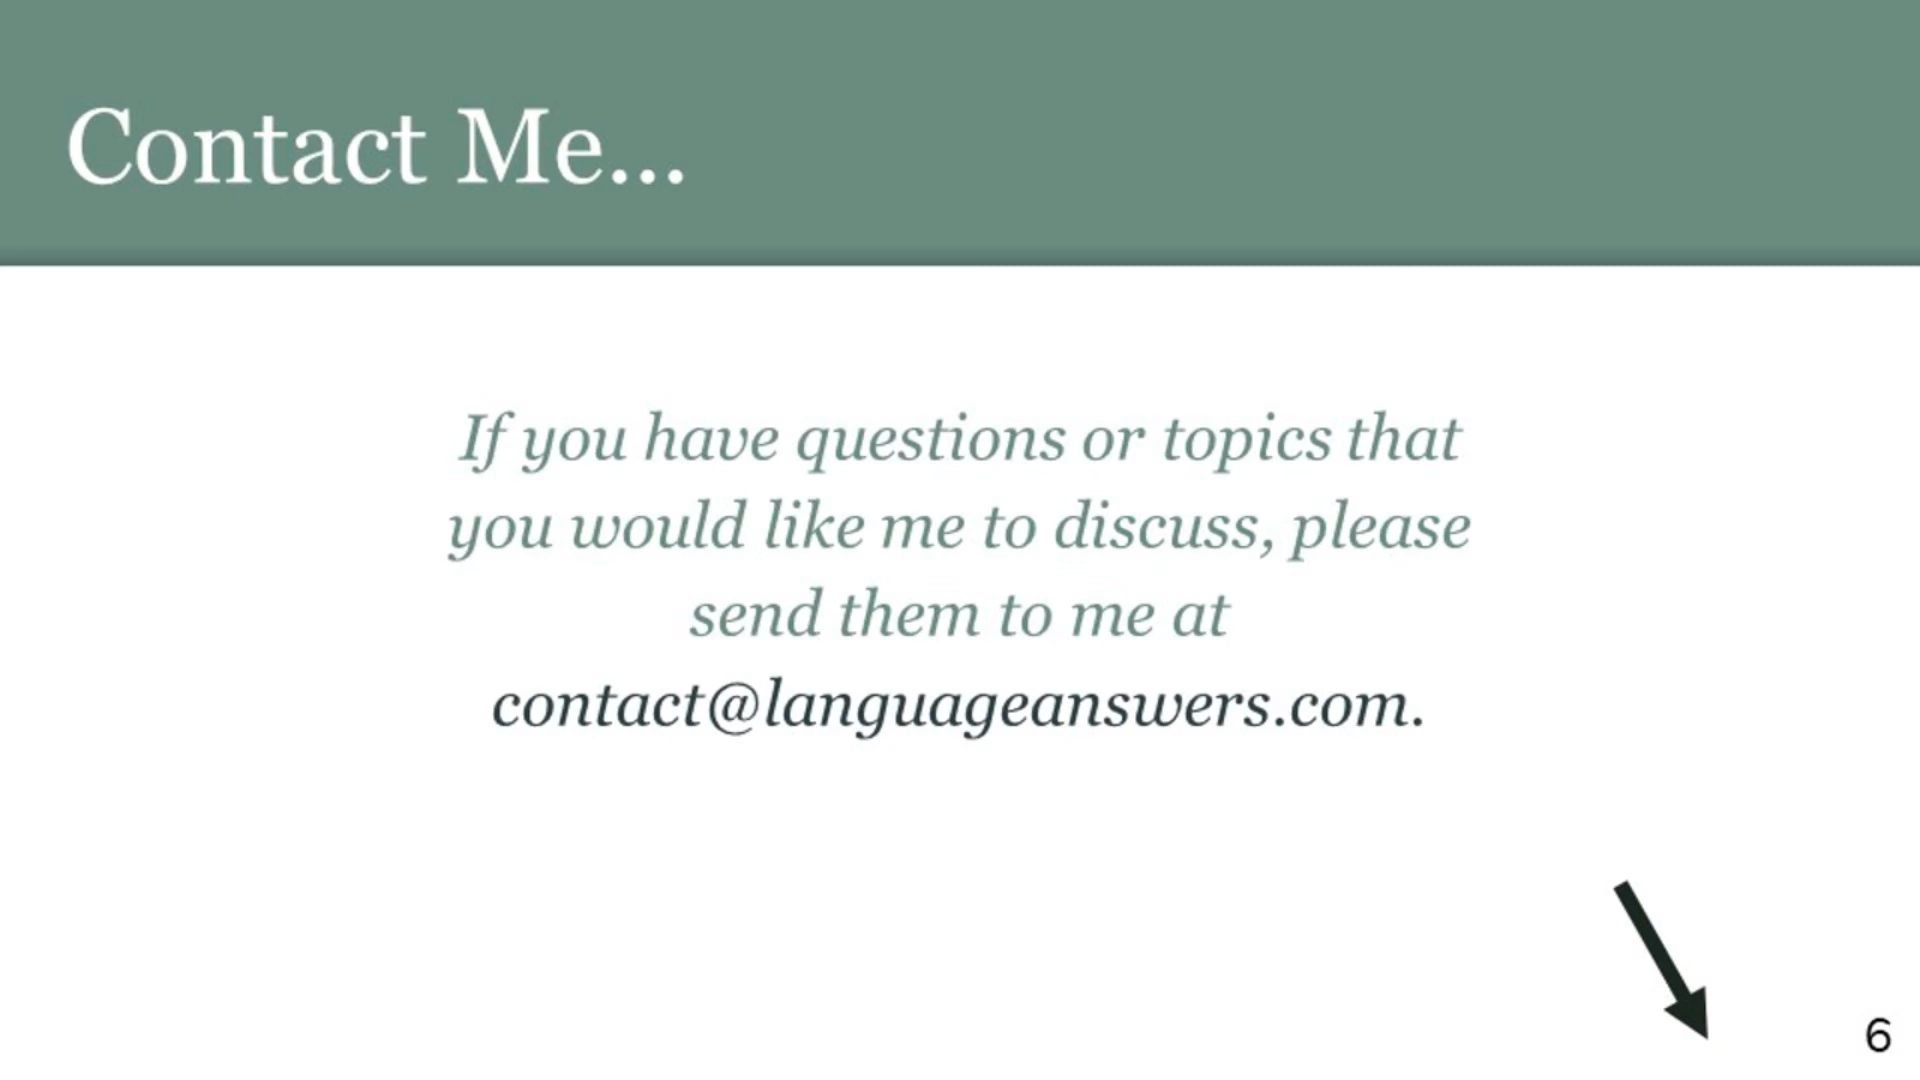 Contact Me...
If you have questions or topics that
you would like me to discuss, please
send them to me at
contact@languageanswers.com.
6